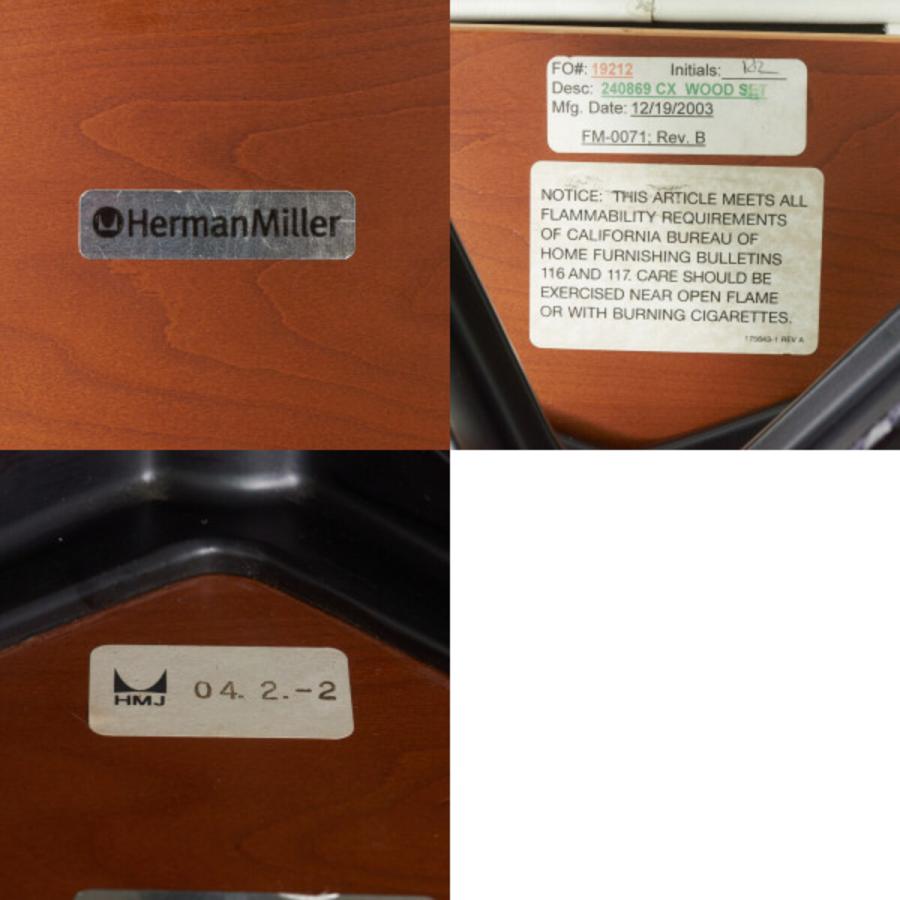 HermanMiller
FO#: 19212 Initials:
Desc: 240869 CX WOOD SET
Mfg. Date: 12/19/2003
FM-0071; Rev. B
NOTICE: THIS ARTICLE MEETS ALL
FLAMMABILITY REQUIREMENTS
OF CALIFORNIA BUREAU OF
HOME FURNISHING BULLETINS
116 AND 117. CARE SHOULD BE
EXERCISED NEAR OPEN FLAME
OR WITH BURNING CIGARETTES.
HMJ 04. 2.-2